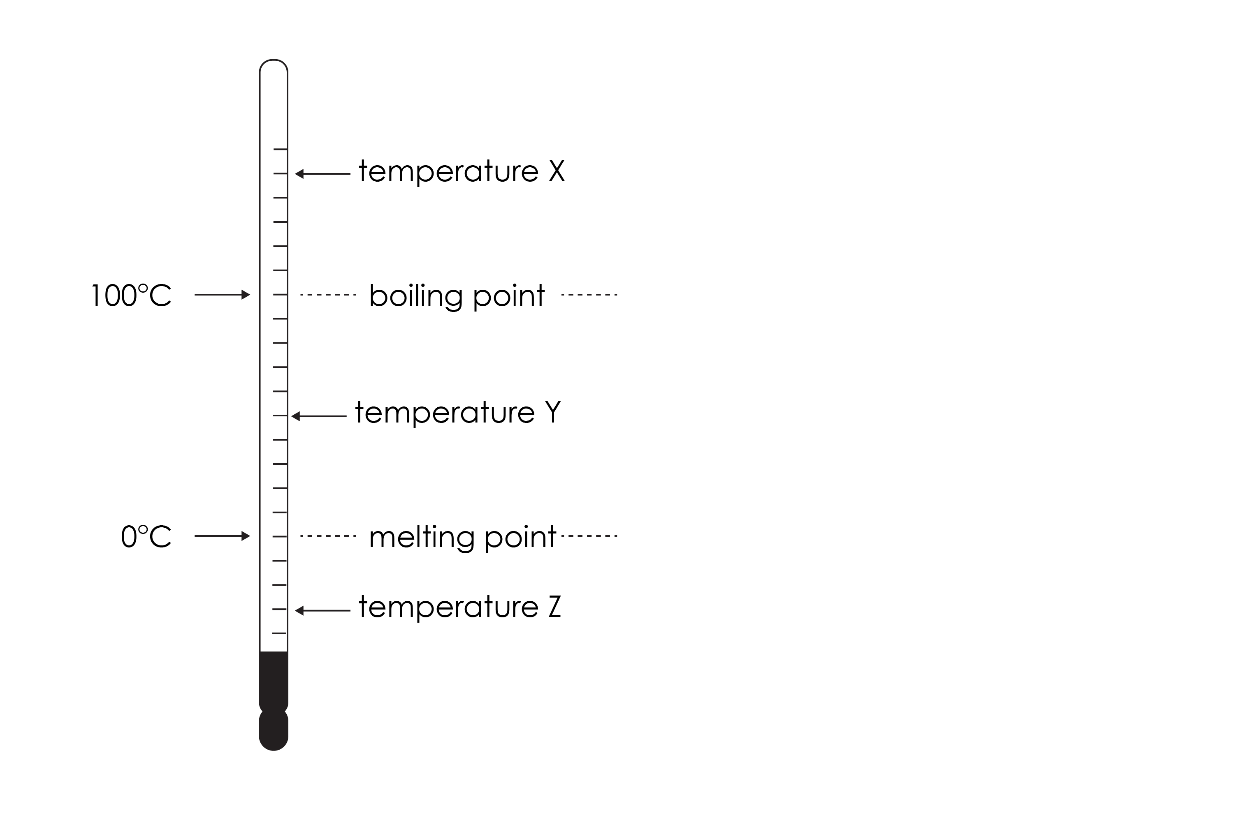 temperature X
100°C
boiling point
temperature Y
0°C
melting point
temperature Z